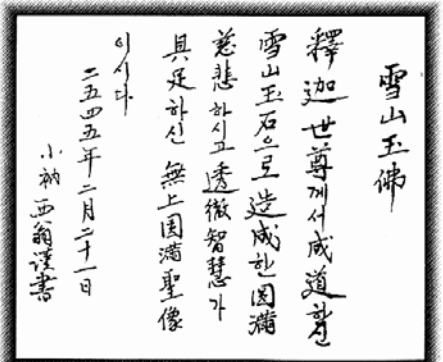 雪山玉佛
釋迦世尊께서 成道하신
雪山玉石으로 造成한 圓滿
慈悲하시고 透徹智慧가
具足하신 無上圓滿聖像
이시다
二五四五年 二月二十一日
小衲 西翁 謹書